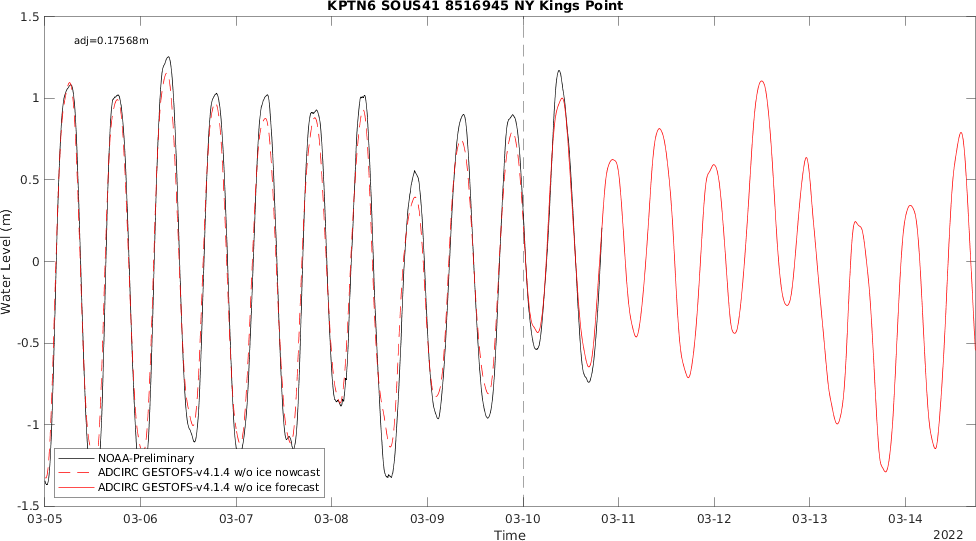 KPTN6 SOUS41 8516945 NY Kings Point
adj=0.17568m
Water Level (m)
1.5
1
0.5
0
-0.5
-1
-1.5
NOAA-Preliminary
ADCIRC GESTOFS-v4.1.4 w/o ice nowcast
ADCIRC GESTOFS-v4.1.4 w/o ice forecast
03-05 03-06 03-07 03-08 03-09 03-10 03-11 03-12 03-13 03-14
Time
2022